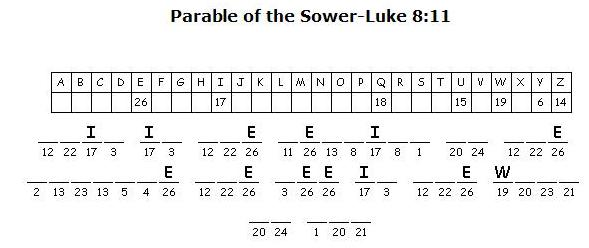 Parable of the Sower-Luke 8:11
A B C D E F G H I J K L M N O P Q R S T U V W X Y Z
26 17 18 15 19 6 14
I I E E I E
12 22 17 3 17 3 12 22 26 11 26 13 8 17 8 1 20 24 12 22 26
E E E E I E W
2 13 23 13 5 4 26 12 22 26 3 26 26 17 3 12 22 26 19 20 23 21
20 24 1 20 21